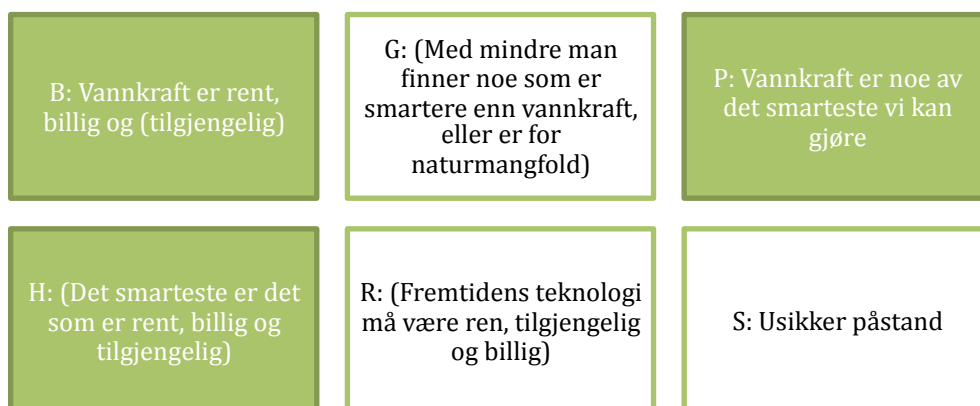 B: Vannkraft er rent,
billig og (tilgjengelig)
G: (Med mindre man
finner noe som er
smartere enn vannkraft,
eller er for
naturmangfold)
P: Vannkraft er noe av
det smarteste vi kan
gjøre
H: (Det smarteste er det
som er rent, billig og
tilgjengelig)
R: (Fremtidens teknologi
må være ren, tilgjengelig
og billig)
S: Usikker påstand